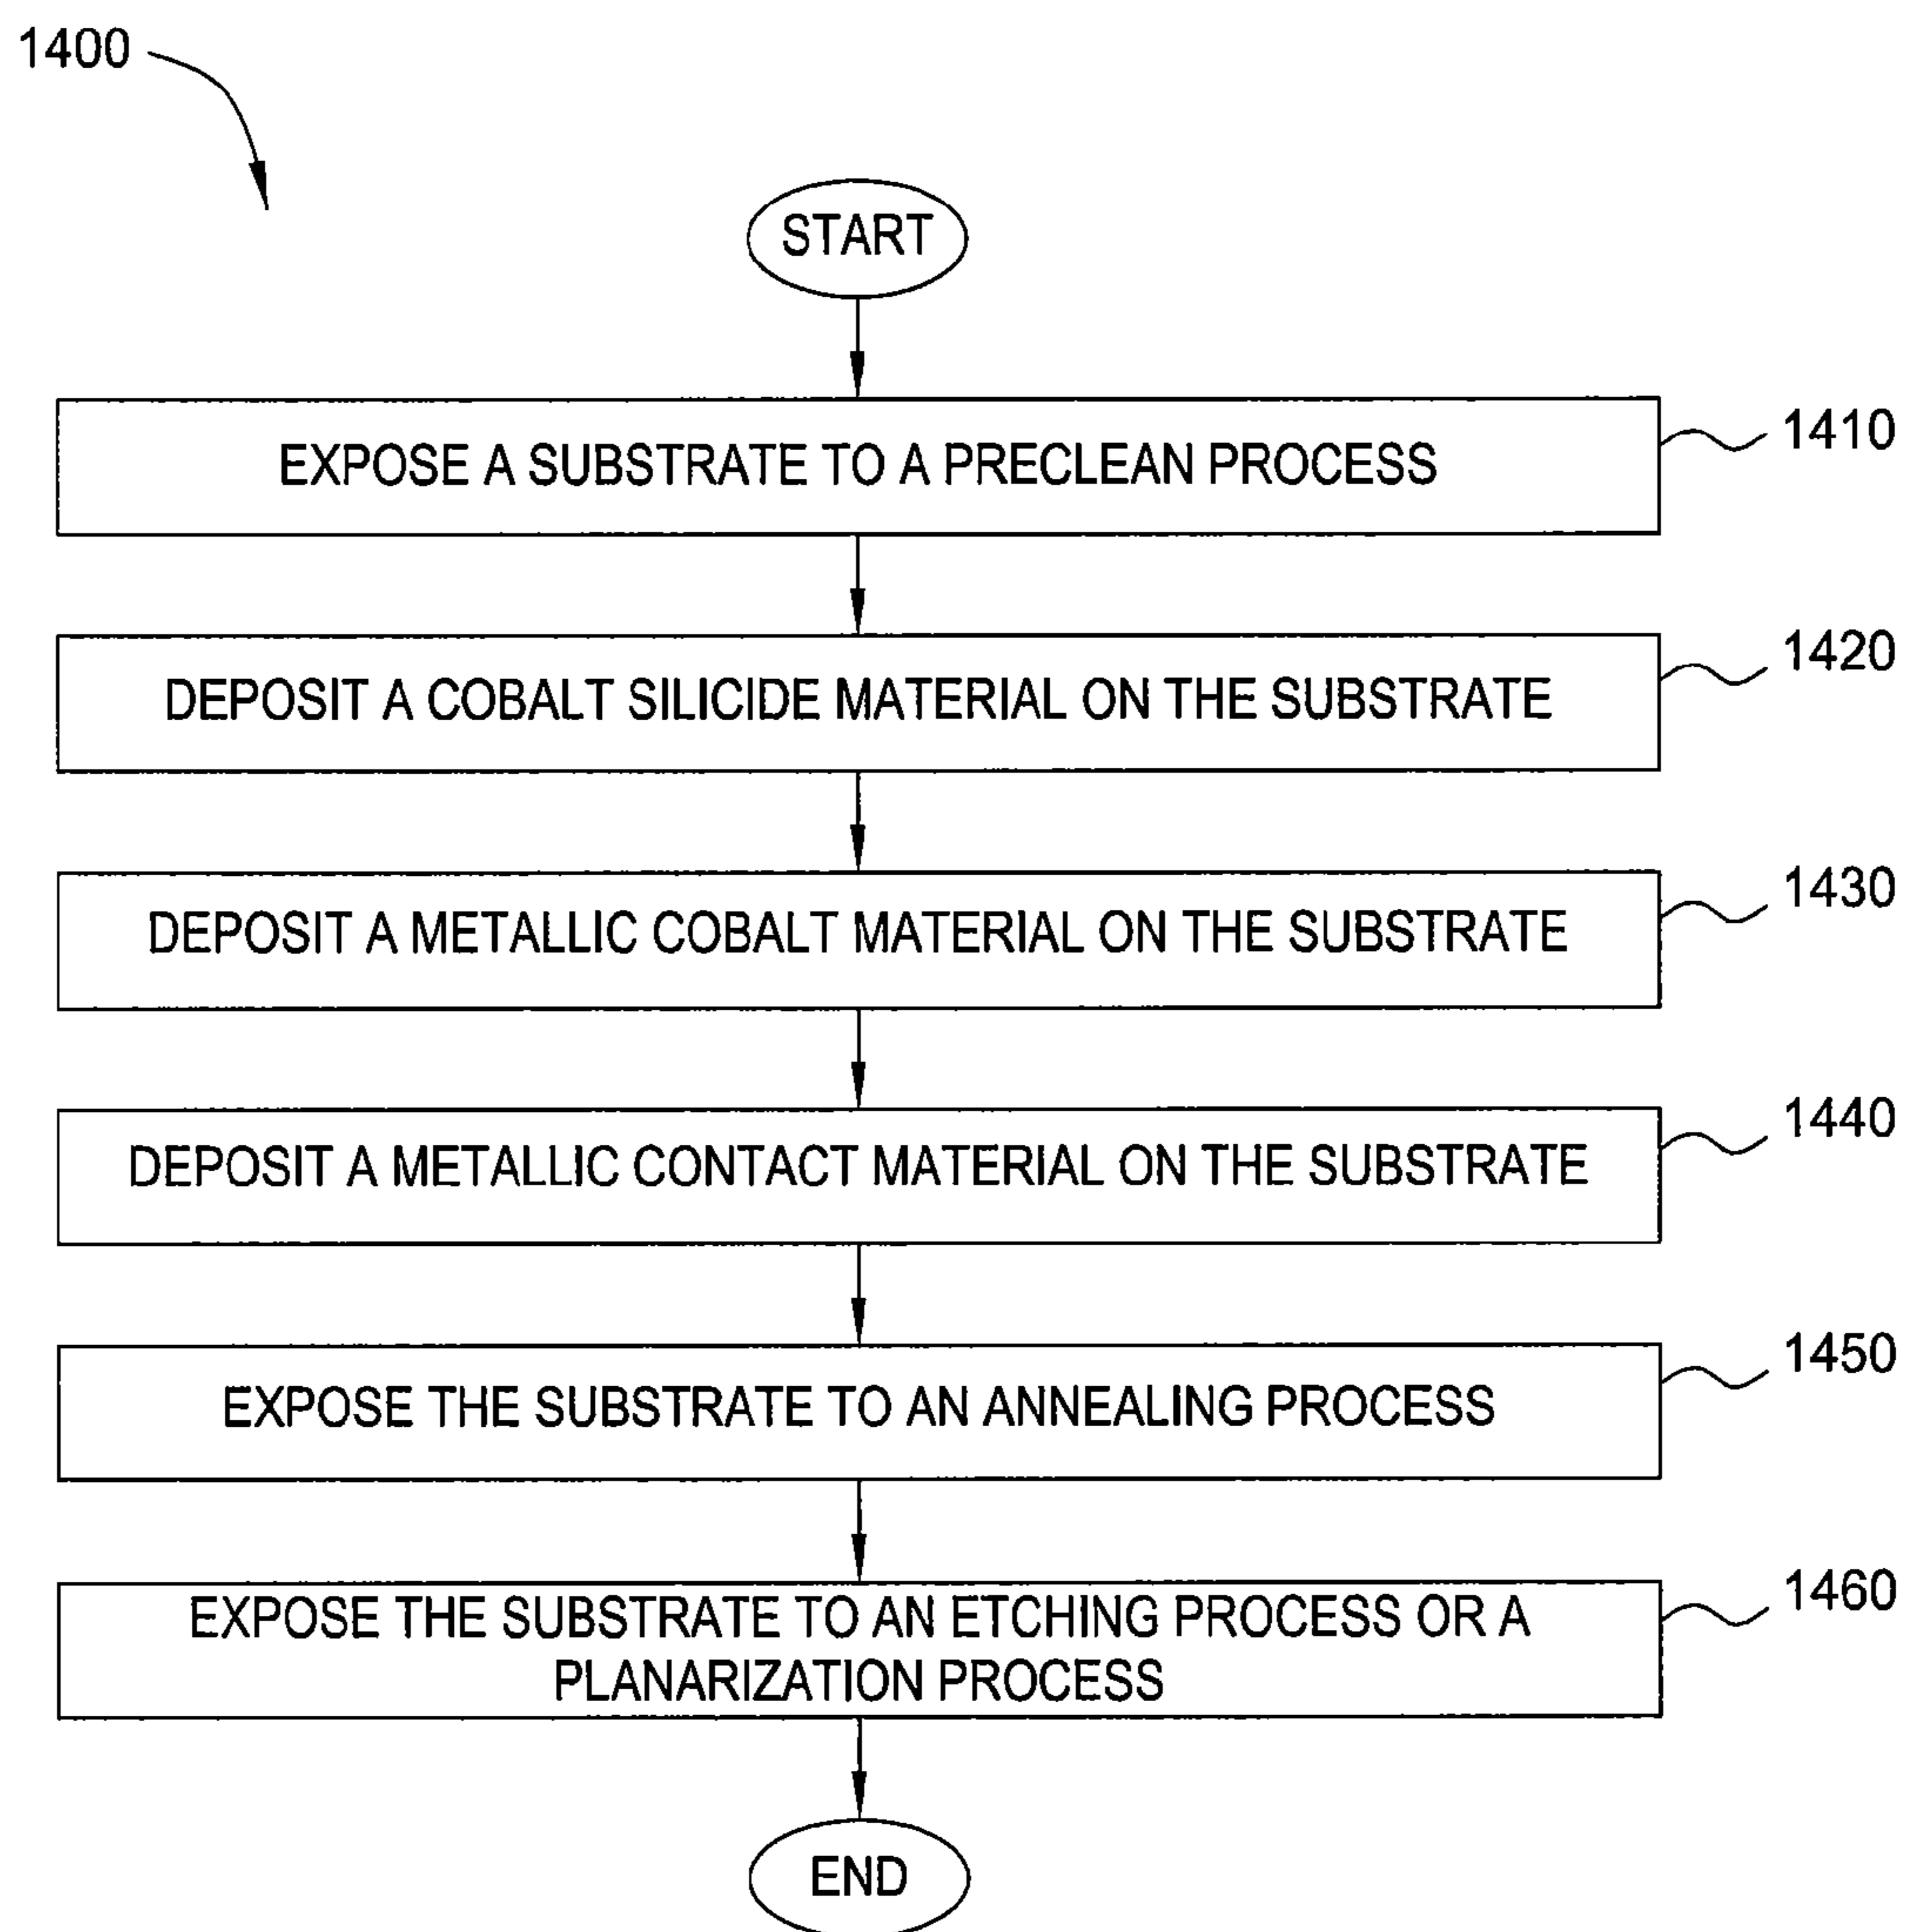 1400
START
EXPOSE A SUBSTRATE TO A PRECLEAN PROCESS
1410
DEPOSIT A COBALT SILICIDE MATERIAL ON THE SUBSTRATE
1420
DEPOSIT A METALLIC COBALT MATERIAL ON THE SUBSTRATE
1430
DEPOSIT A METALLIC CONTACT MATERIAL ON THE SUBSTRATE
1440
EXPOSE THE SUBSTRATE TO AN ANNEALING PROCESS
1450
EXPOSE THE SUBSTRATE TO AN ETCHING PROCESS OR A
PLANARIZATION PROCESS
1460
END